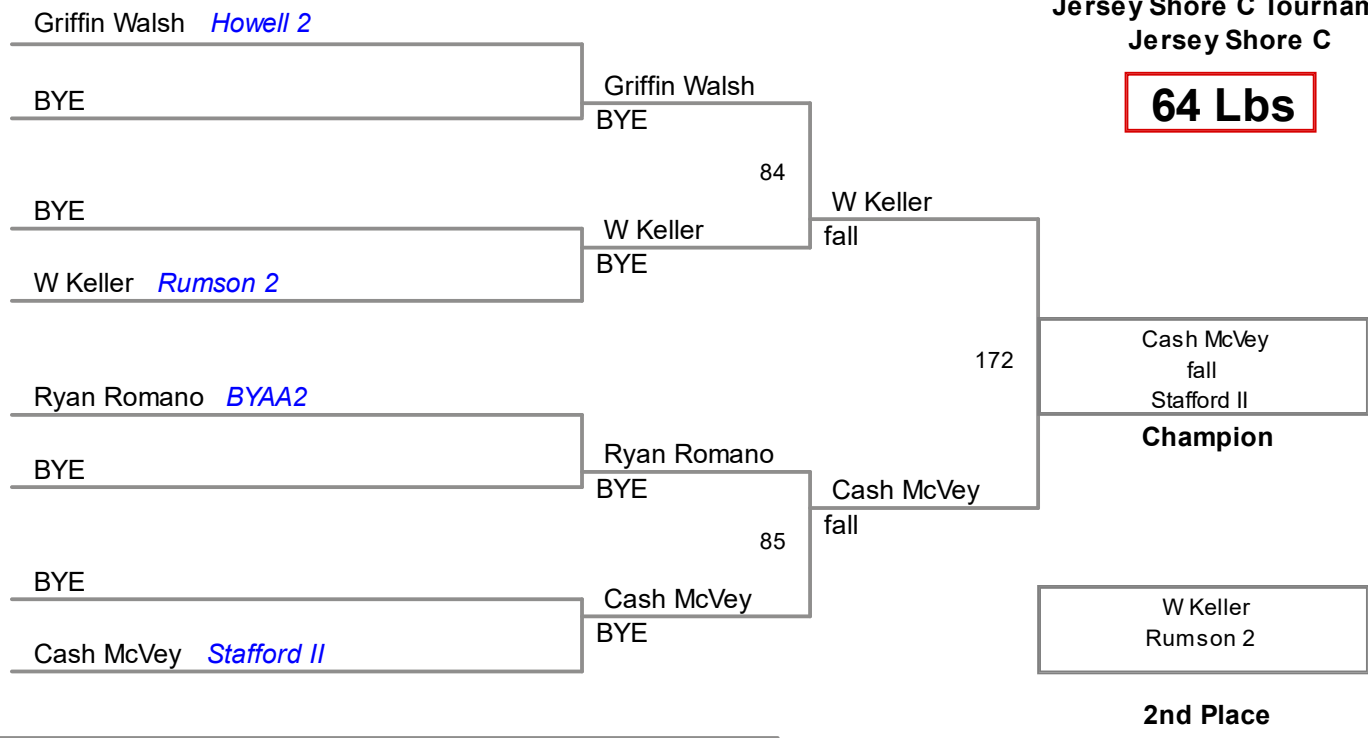 Griffin Walsh Howell 2
BYE
BYE
W Keller Rumson 2
Ryan Romano BYAA2
BYE
BYE
Cash McVey Stafford II
Griffin Walsh
BYE
84
W Keller
BYE
Ryan Romano
BYE
85
Cash McVey
BYE
W Keller
fall
172
Cash McVey
fall
Jersey Shore C Tournam
Jersey Shore C
64 Lbs
Cash McVey
fall
Stafford II
Champion
W Keller
Rumson 2
2nd Place